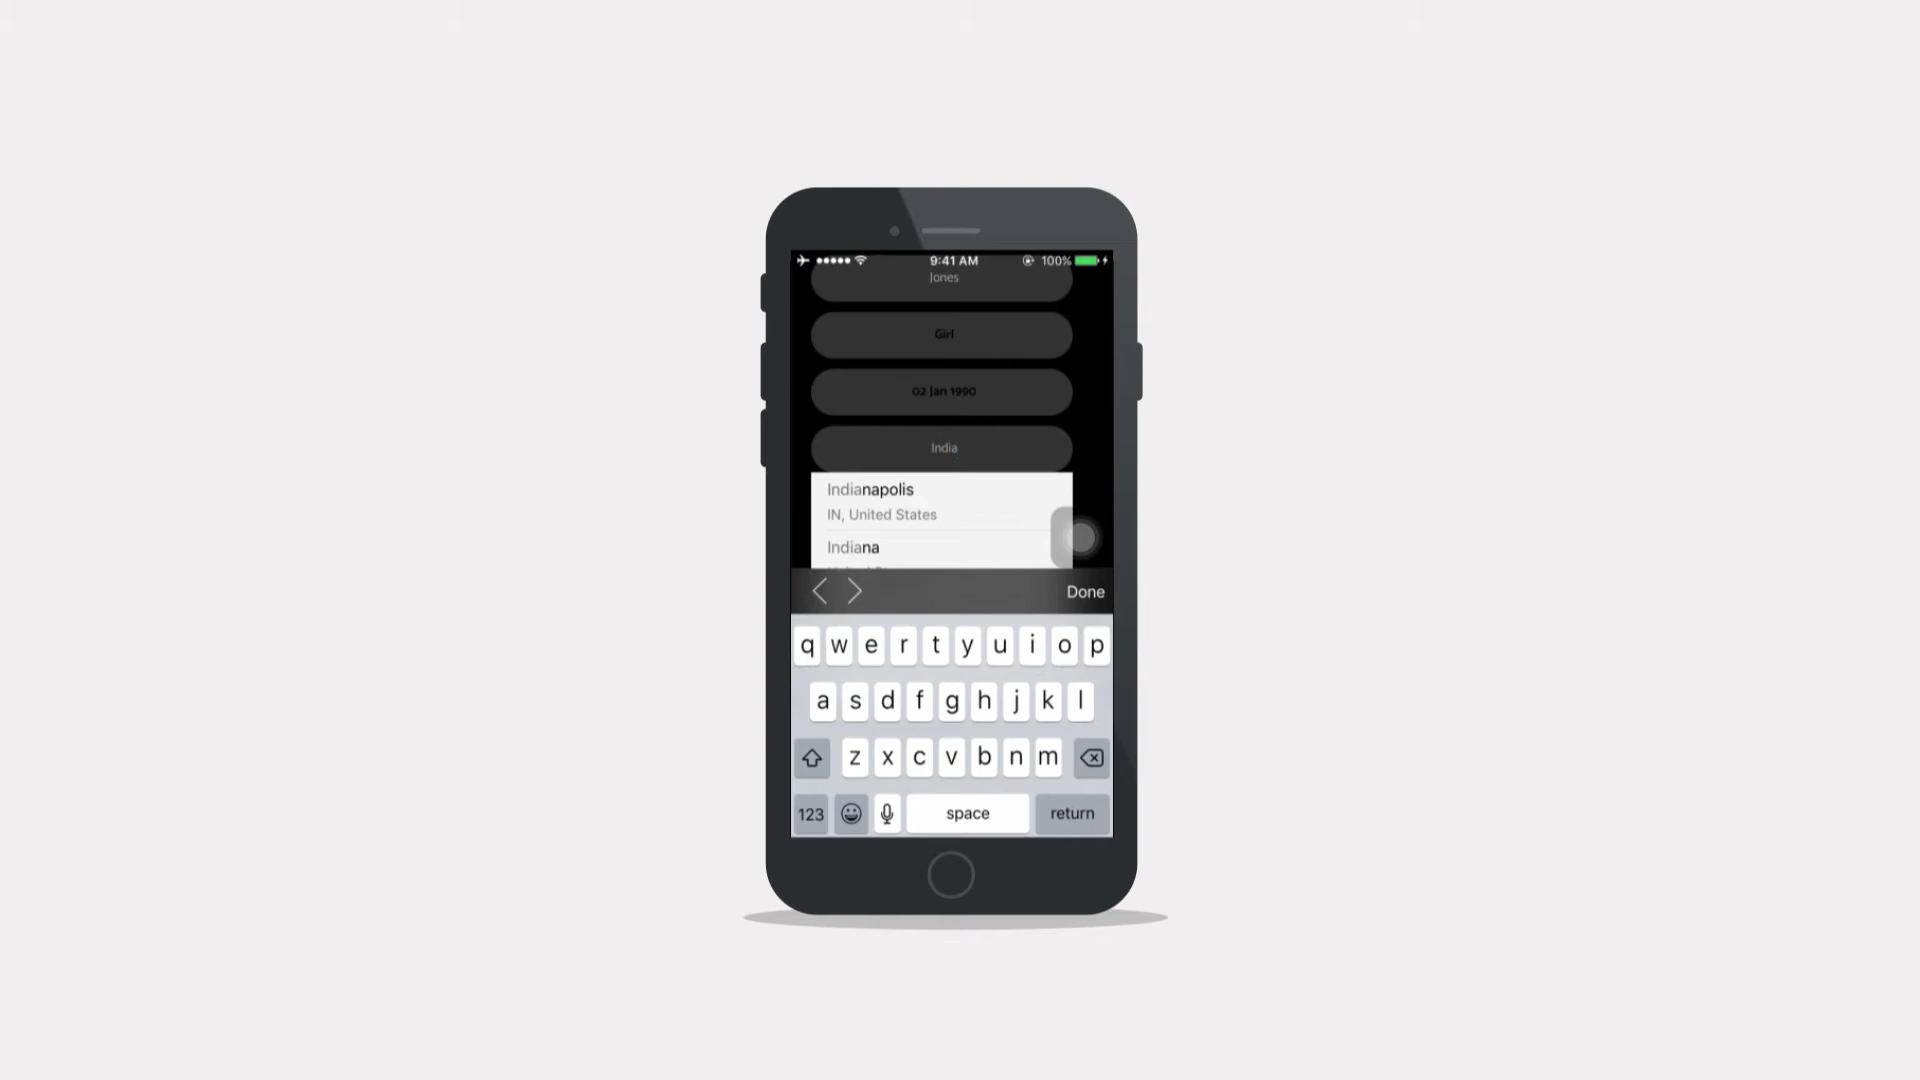 9:41 AM 100%
Jones
Girl
02 Jan 1990
India
Indianapolis
IN, United States
Indiana
Done
q w e r t y u i o p
a s d f g h j k l
z x c v b n m
123 space return